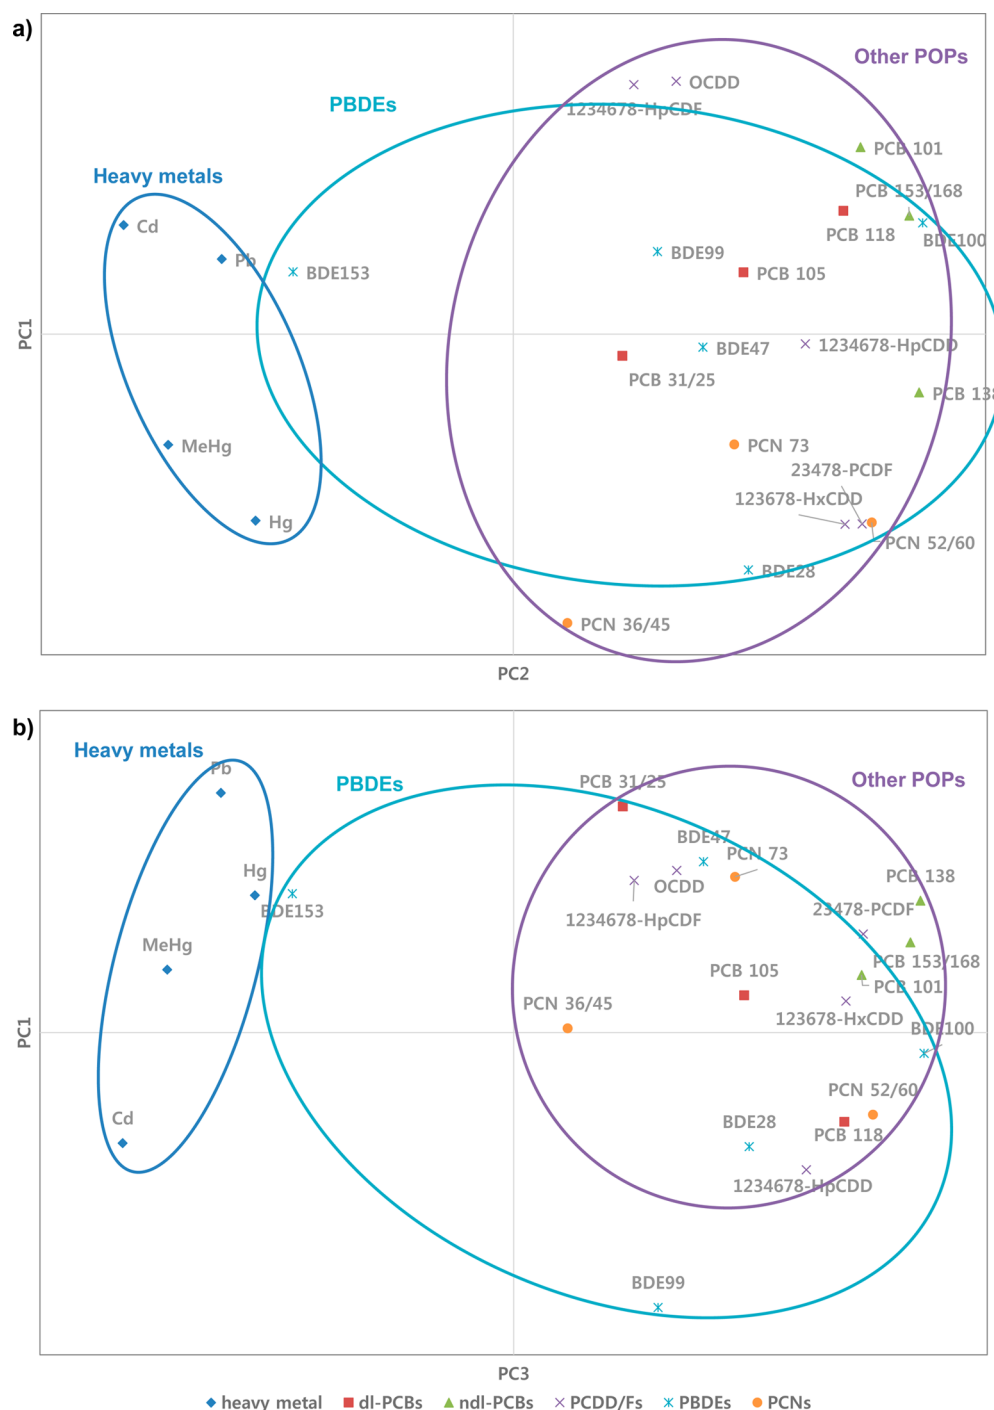 a)
Other POPs
OCDD
PBDEs
1234678-HpCDF
PCB 101
Heavy metals
PCB 153/168
Cd
PCB 118
BDE100
Pb
BDE99
BDE153
PCB 105
PC1
1234678-HpCDD
BDE47
PCB 31/25
PCB 138
MeHg
PCN 73
23478-PCDF
123678-HxCDD
Hg
PCN 52/60
BDE28
PCN 36/45
PC2
b)
Heavy metals
Pb
PBDEs
PCB 31/25
Other POPs
BDE47
PCN 73
Hg
OCDD
PCB 138
BDE153
1234678-HpCDF
23478-PCDF
MeHg
PCB 153/168
PCB 105
PCB 101
PCN 36/45
123678-HxCDD
BDE100
PC1
PCN 52/60
Cd
BDE28
PCB 118
1234678-HpCDD
BDE99
PC3
heavy metal dl-PCBs ndl-PCBs PCDD/Fs PBDEs PCNs